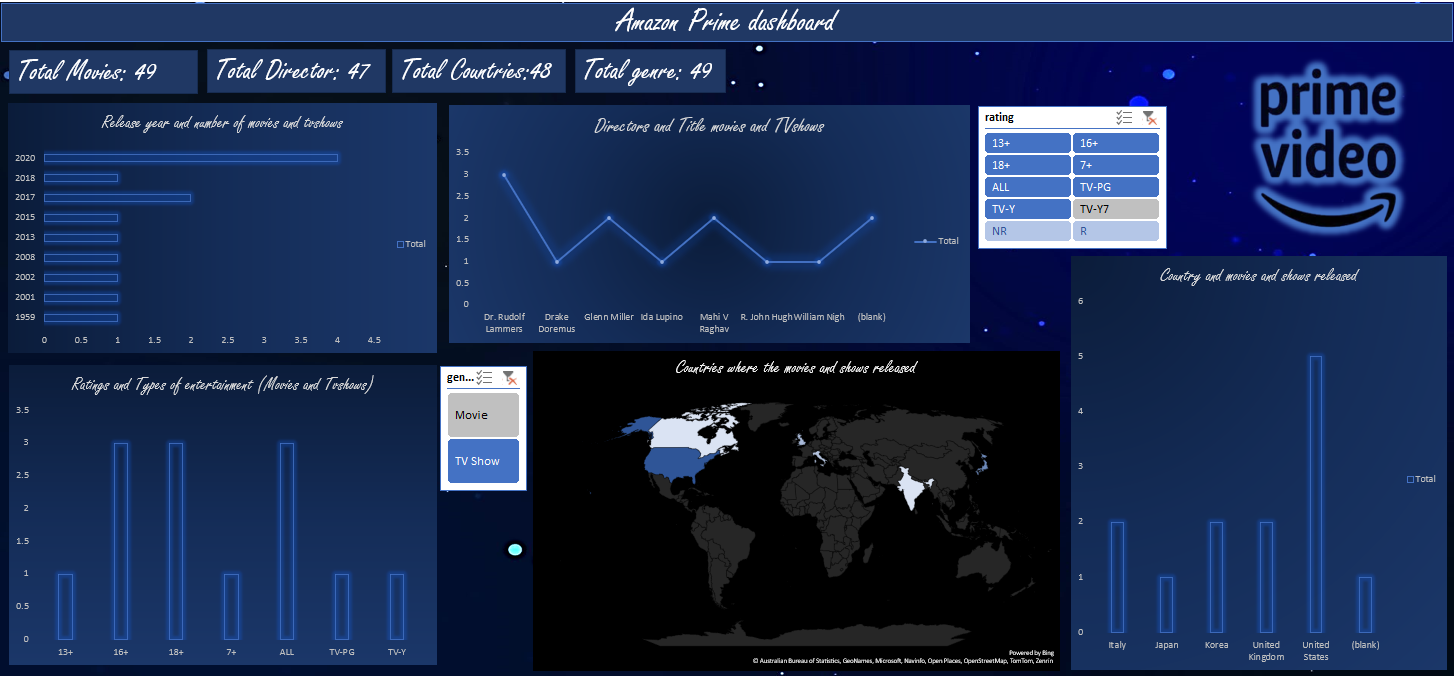 Amazon Prime dashboard
Total Movies: 49
Total Director: 47
Total Countries:48
Total genre: 49
prime
video
Release year and number of movies and tvshows
2020
2018
2017
2015
2013
2008
2002
2001
1959
0 0.5 1 1.5 2 2.5 3 3.5 4 4.5
Total
Directors and Title movies and TVshows
3.5
3
2.5
2
1.5
1
0.5
0
Dr. Rudolf Lammers
Drake Doremus
Glenn Miller
Ida Lupino
Mahi V Raghav
R. John Hugh
William Nigh
(blank)
Total
rating
13+ 16+
18+ 7+
ALL TV-PG
TV-Y TV-Y7
NR R
Country and movies and shows released
6
5
4
3
2
1
0
Italy
Japan
Korea
United Kingdom
United States
(blank)
Total
Ratings and Types of entertainment (Movies and Tvshows)
3.5
3
2.5
2
1.5
1
0.5
0
13+ 16+ 18+ 7+ ALL TV-PG TV-Y
gen...
Movie
TV Show
Countries where the movies and shows released
Powered by Bing
© Australian Bureau of Statistics, GeoNames, Microsoft, Navinfo, Open Places, OpenStreetMap, TomTom, Zenrin